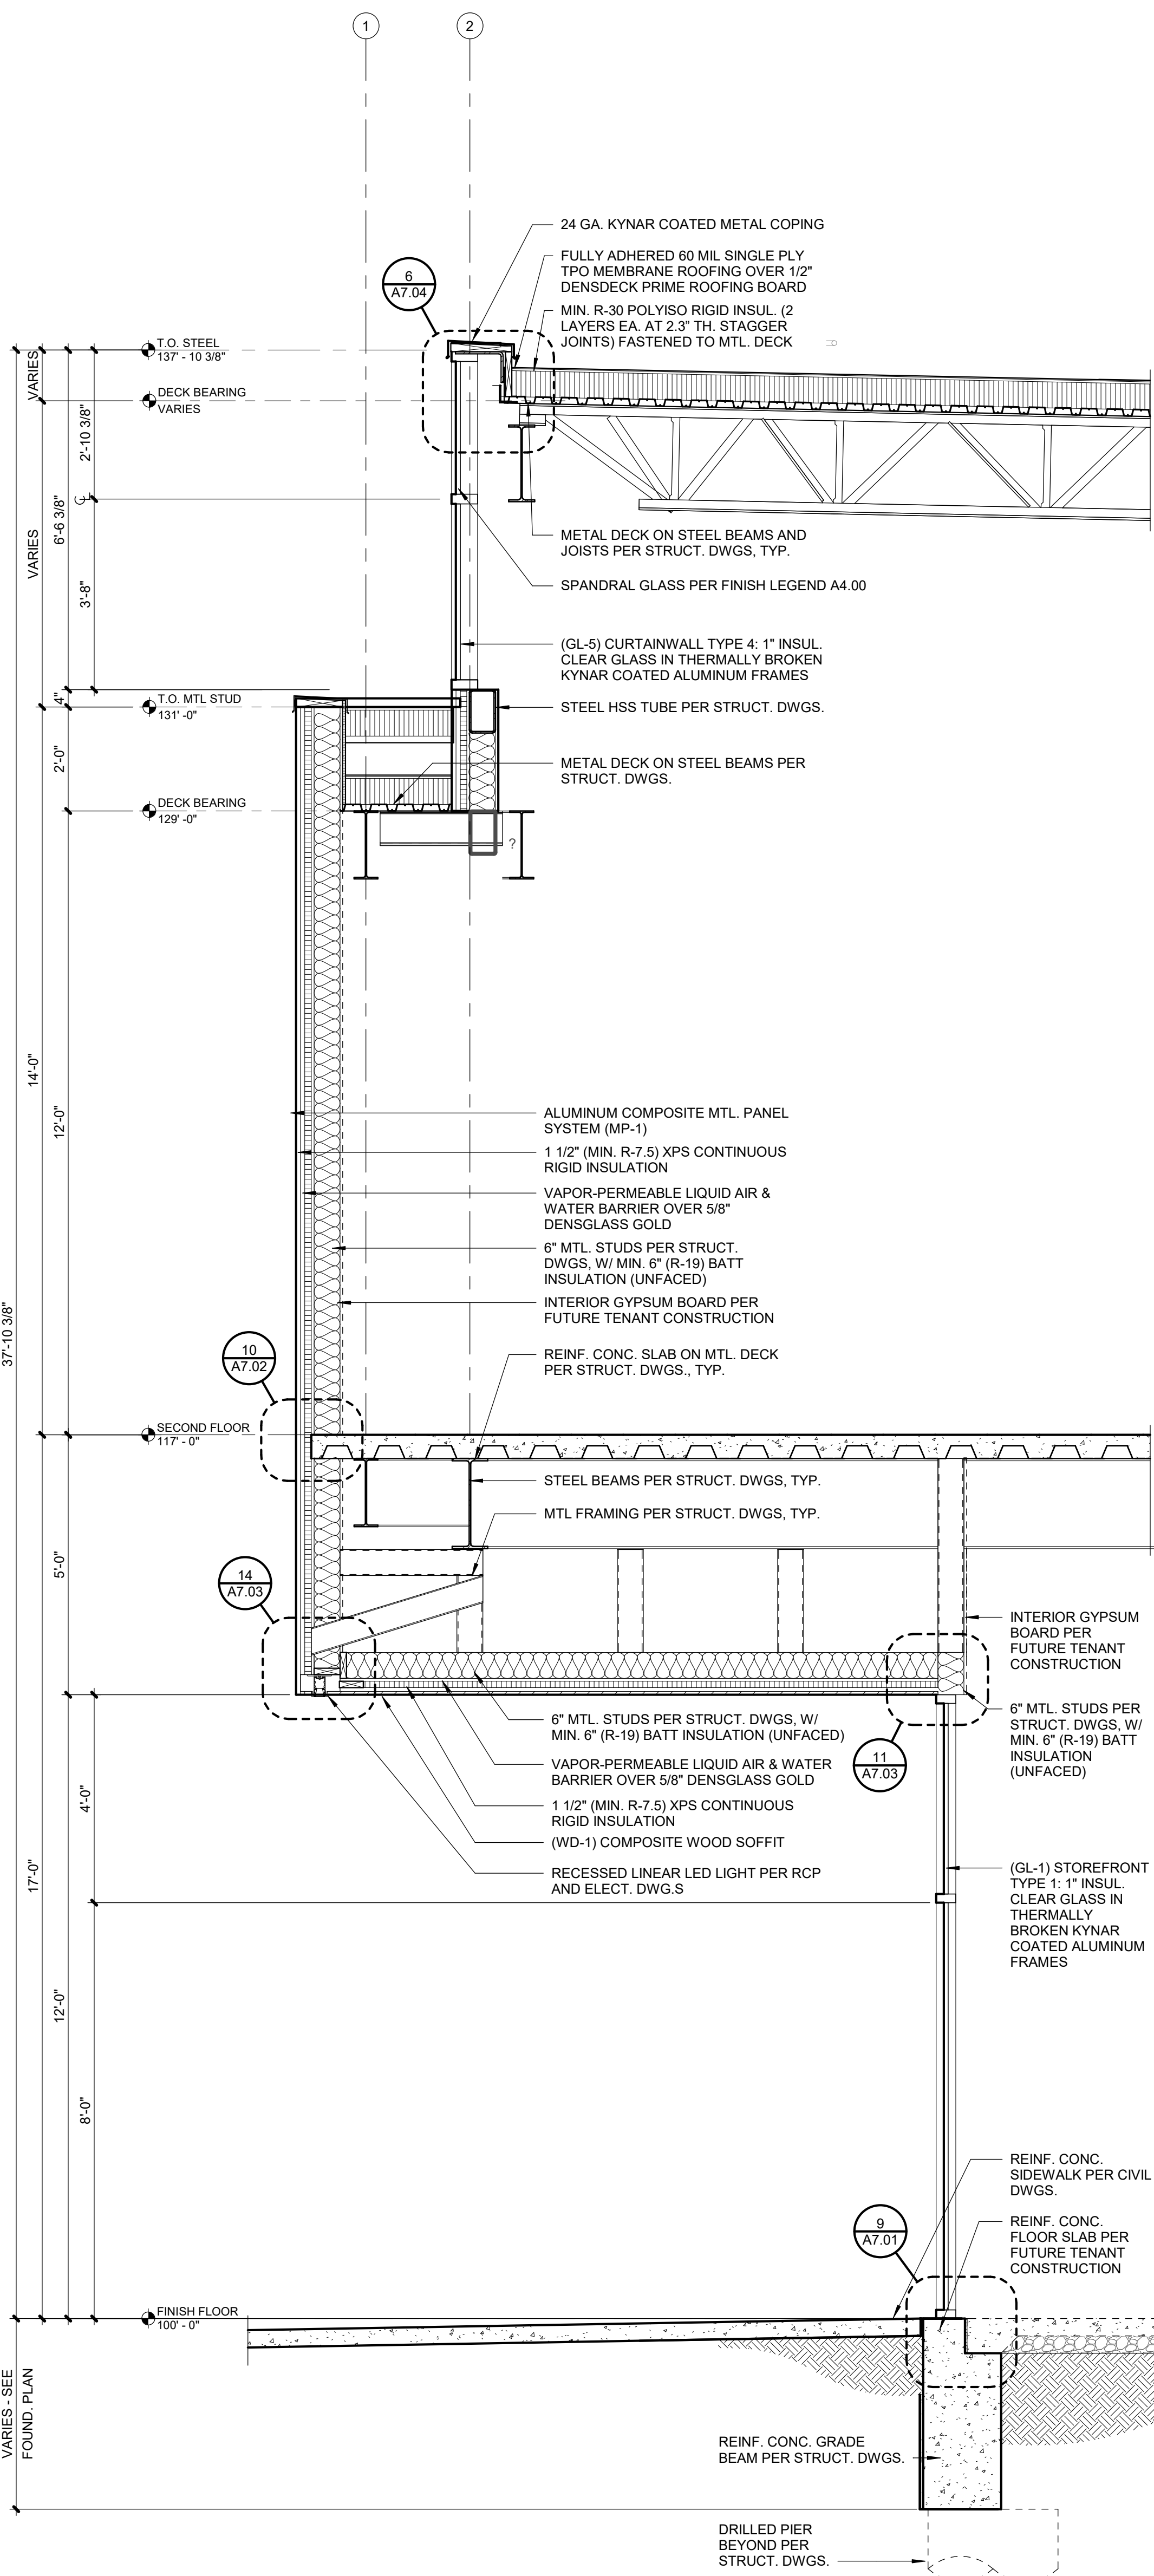 1
2
24 GA. KYNAR COATED METAL COPING
FULLY ADHERED 60 MIL SINGLE PLY
TPO MEMBRANE ROOFING OVER 1/2"
DENSDECK PRIME ROOFING BOARD
6
A7.04
MIN. R-30 POLYISO RIGID INSUL. (2
LAYERS EA. AT 2.3" TH. STAGGER
JOINTS) FASTENED TO MTL. DECK
T.O. STEEL
137' - 10 3/8"
VARIES
DECK BEARING
VARIES
2'-10 3/8"
6'-6 3/8"
VARIES
3'-8"
METAL DECK ON STEEL BEAMS AND
JOISTS PER STRUCT. DWGS, TYP.
SPANDRAL GLASS PER FINISH LEGEND A4.00
(GL-5) CURTAINWALL TYPE 4: 1" INSUL.
CLEAR GLASS IN THERMALLY BROKEN
KYNAR COATED ALUMINUM FRAMES
4"
T.O. MTL STUD
131' -0"
STEEL HSS TUBE PER STRUCT. DWGS.
2'-0"
METAL DECK ON STEEL BEAMS PER
STRUCT. DWGS.
DECK BEARING
129' -0"
?
14'-0"
12'-0"
ALUMINUM COMPOSITE MTL. PANEL
SYSTEM (MP-1)
1 1/2" (MIN. R-7.5) XPS CONTINUOUS
RIGID INSULATION
VAPOR-PERMEABLE LIQUID AIR &
WATER BARRIER OVER 5/8"
DENSGLASS GOLD
6" MTL. STUDS PER STRUCT.
DWGS, W/ MIN. 6" (R-19) BATT
INSULATION (UNFACED)
INTERIOR GYPSUM BOARD PER
FUTURE TENANT CONSTRUCTION
37'-10 3/8"
10
A7.02
REINF. CONC. SLAB ON MTL. DECK
PER STRUCT. DWGS., TYP.
SECOND FLOOR
117' - 0"
STEEL BEAMS PER STRUCT. DWGS, TYP.
MTL FRAMING PER STRUCT. DWGS, TYP.
5'-0"
14
A7.03
INTERIOR GYPSUM
BOARD PER
FUTURE TENANT
CONSTRUCTION
6" MTL. STUDS PER STRUCT. DWGS, W/
MIN. 6" (R-19) BATT INSULATION (UNFACED)
6" MTL. STUDS PER
STRUCT. DWGS, W/
MIN. 6" (R-19) BATT
INSULATION
(UNFACED)
11
A7.03
VAPOR-PERMEABLE LIQUID AIR & WATER
BARRIER OVER 5/8" DENSGLASS GOLD
4'-0"
1 1/2" (MIN. R-7.5) XPS CONTINUOUS
RIGID INSULATION
(WD-1) COMPOSITE WOOD SOFFIT
17'-0"
RECESSED LINEAR LED LIGHT PER RCP
AND ELECT. DWG.S
(GL-1) STOREFRONT
TYPE 1: 1" INSUL.
CLEAR GLASS IN
THERMALLY
BROKEN KYNAR
COATED ALUMINUM
FRAMES
12'-0"
8'-0"
REINF. CONC.
SIDEWALK PER CIVIL
DWGS.
9
A7.01
REINF. CONC.
FLOOR SLAB PER
FUTURE TENANT
CONSTRUCTION
FINISH FLOOR
100' - 0"
VARIES - SEE
FOUND. PLAN
REINF. CONC. GRADE
BEAM PER STRUCT. DWGS.
DRILLED PIER
BEYOND PER
STRUCT. DWGS.